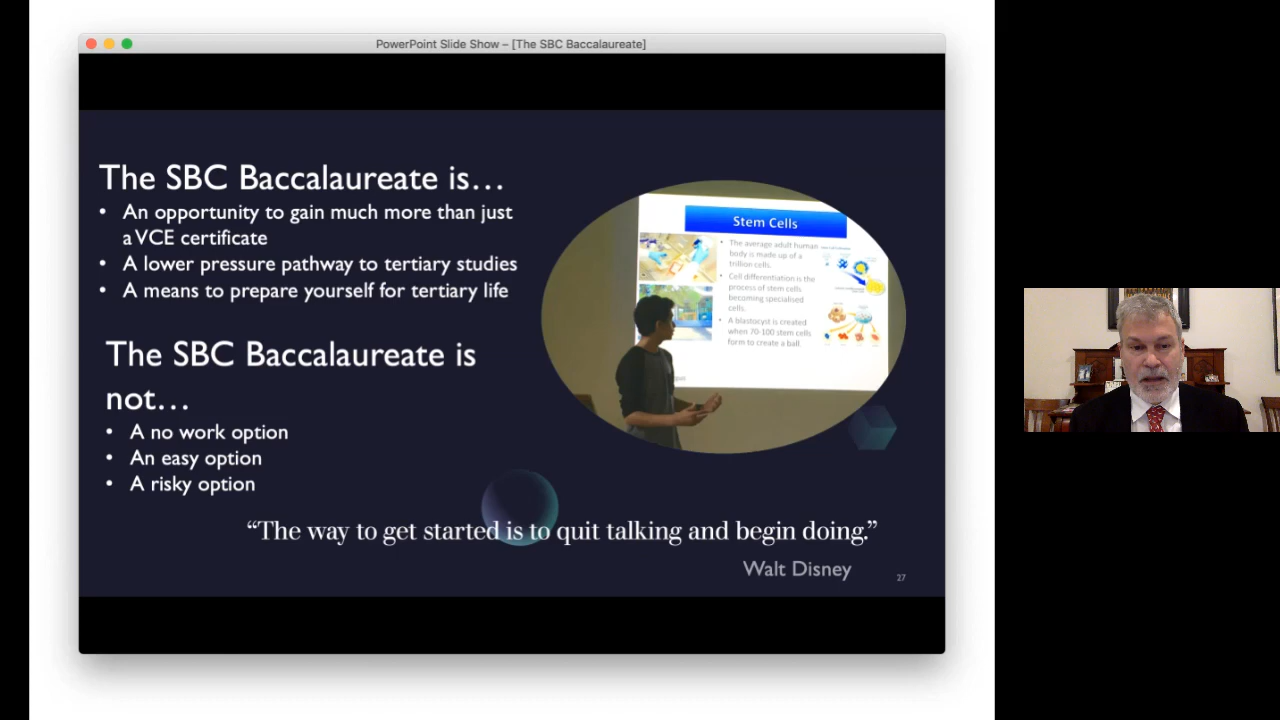 PowerPoint Slide Show – [The SBC Baccalaureate]
The SBC Baccalaureate is…
• An opportunity to gain much more than just
a VCE certificate
• A lower pressure pathway to tertiary studies
• A means to prepare yourself for tertiary life
The SBC Baccalaureate is
not…
• A no work option
• An easy option
• A risky option
Stem Cells
• The average adult human
body is made up of a
trillion cells.
• Cell differentiation is the
process of stem cells
becoming specialised
cells.
• A blastocyst is created
when 70-100 stem cells
form to create a ball.
“The way to get started is to quit talking and begin doing.”
Walt Disney
27